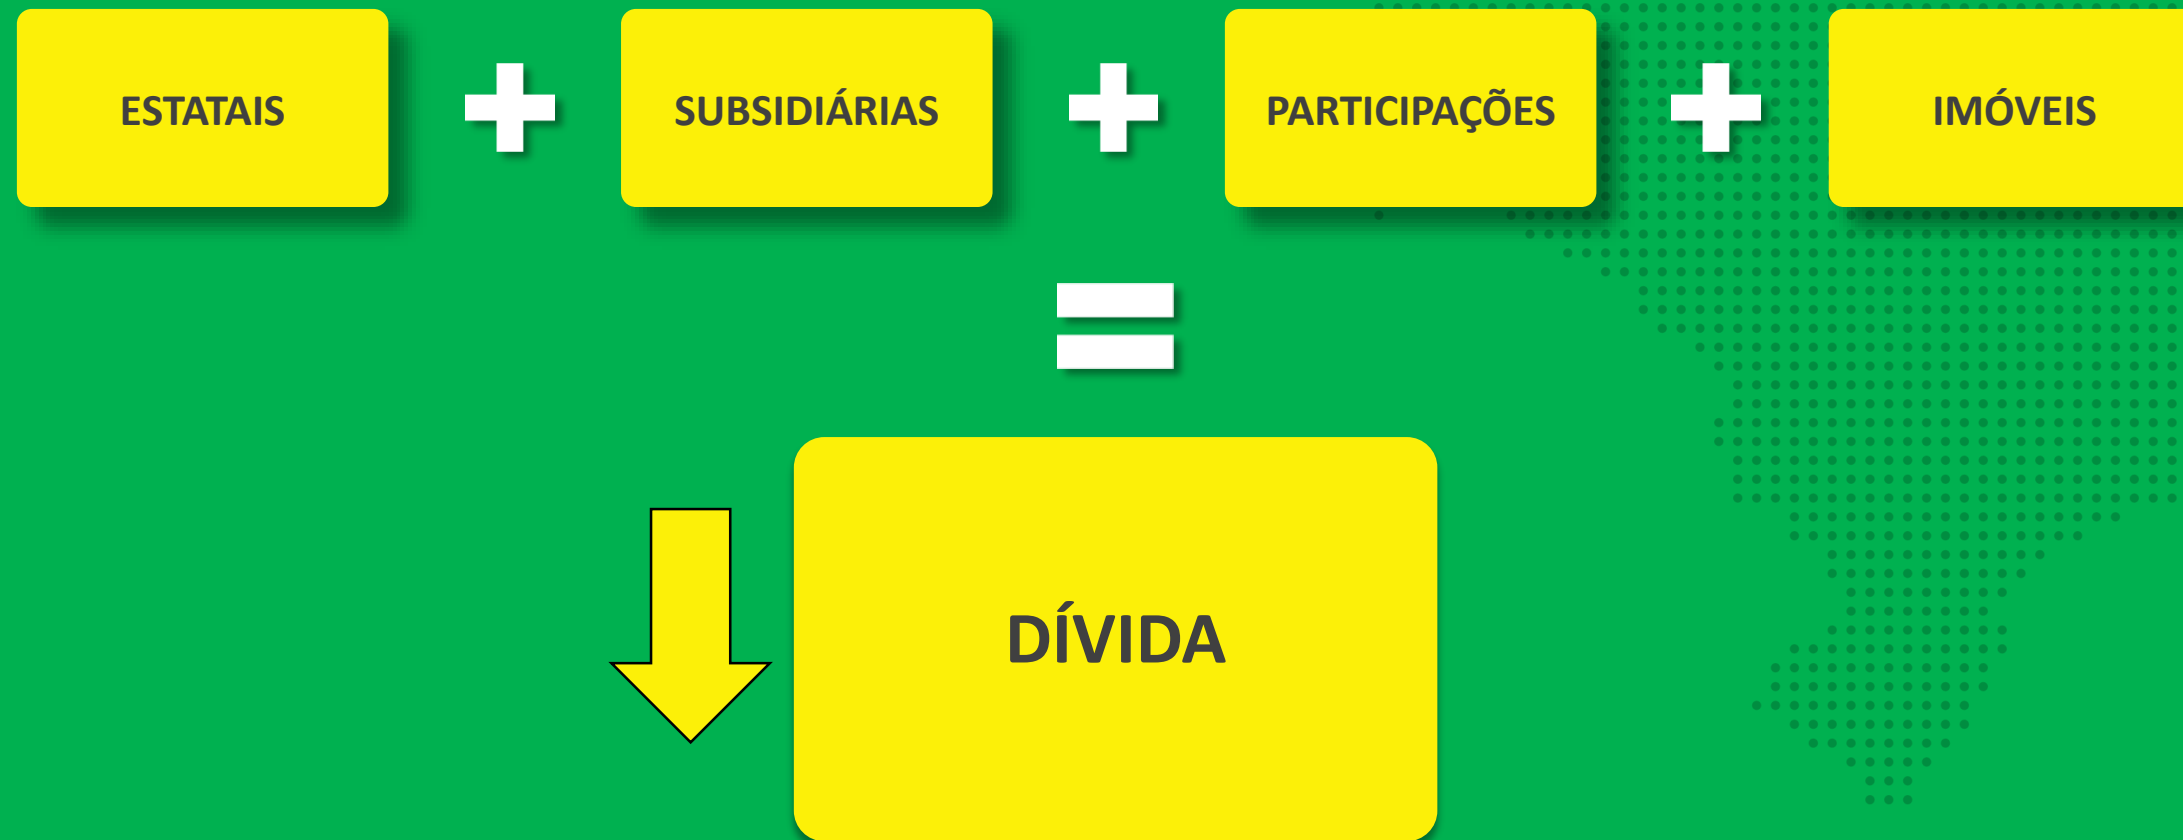 ESTATAIS
SUBSIDIÁRIAS
PARTICIPAÇÕES
IMÓVEIS
DÍVIDA